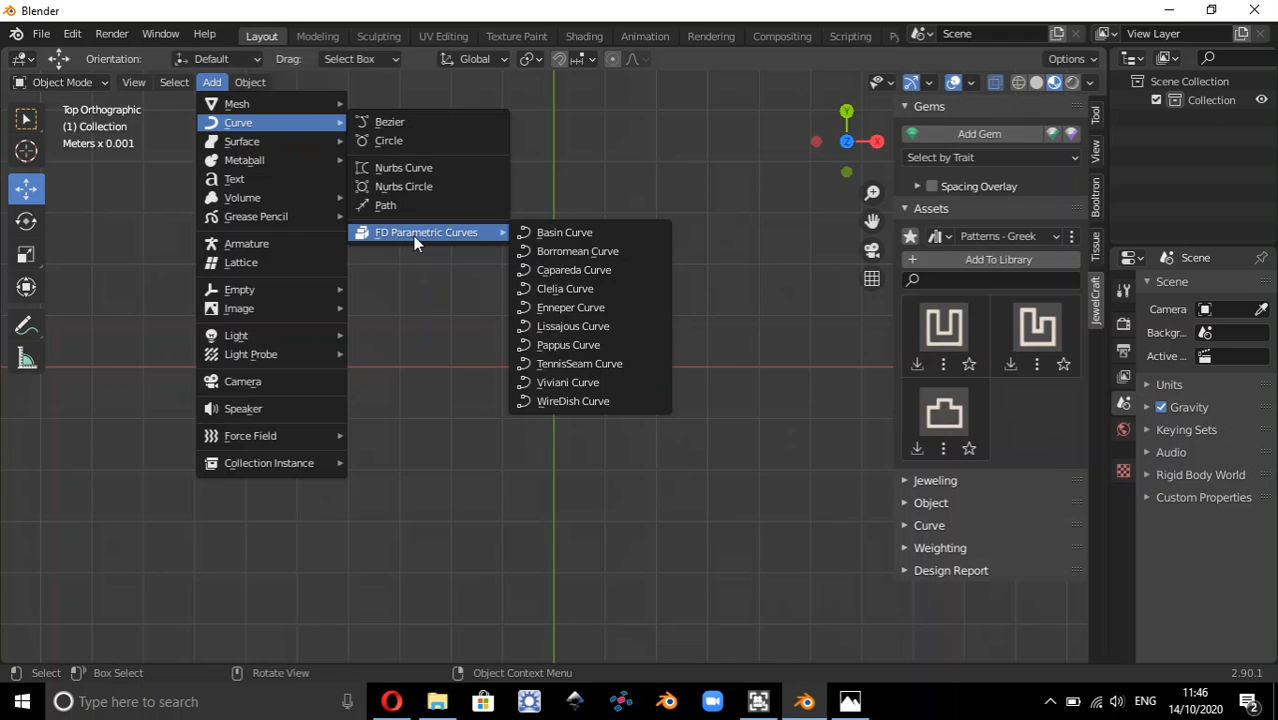 Blender
File Edit Render Window Help Layout Modeling Sculpting UV Editing Texture Paint Shading Animation Rendering Compositing Scripting Scene View Layer
Orientation: Default Drag: Select Box Global Options
Object Mode View Select Add Object
Top Orthographic
(1) Collection
Meters x 0.001
Mesh
Curve
Surface
Metaball
Text
Volume
Grease Pencil
Armature
Lattice
Empty
Image
Light
Light Probe
Camera
Speaker
Force Field
Collection Instance
Bezier
Circle
Nurbs Curve
Nurbs Circle
Path
FD Parametric Curves
Basin Curve
Borromean Curve
Capareda Curve
Clelia Curve
Enneper Curve
Lissajous Curve
Pappus Curve
TennisSeam Curve
Viviani Curve
WireDish Curve
Y
Z
X
Gems
Add Gem
Select by Trait
Spacing Overlay
Assets
Patterns - Greek
Add To Library
Jeweling
Object
Curve
Weighting
Design Report
Tool
View
Booltron
Tissue
JewelCraft
Scene Collection
Collection
Scene
Scene
Camera
Backgr...
Active ...
Units
Gravity
Keying Sets
Audio
Rigid Body World
Custom Properties
Select Box Select Rotate View Object Context Menu 2.90.1
Type here to search
ENG
11:46
14/10/2020
2